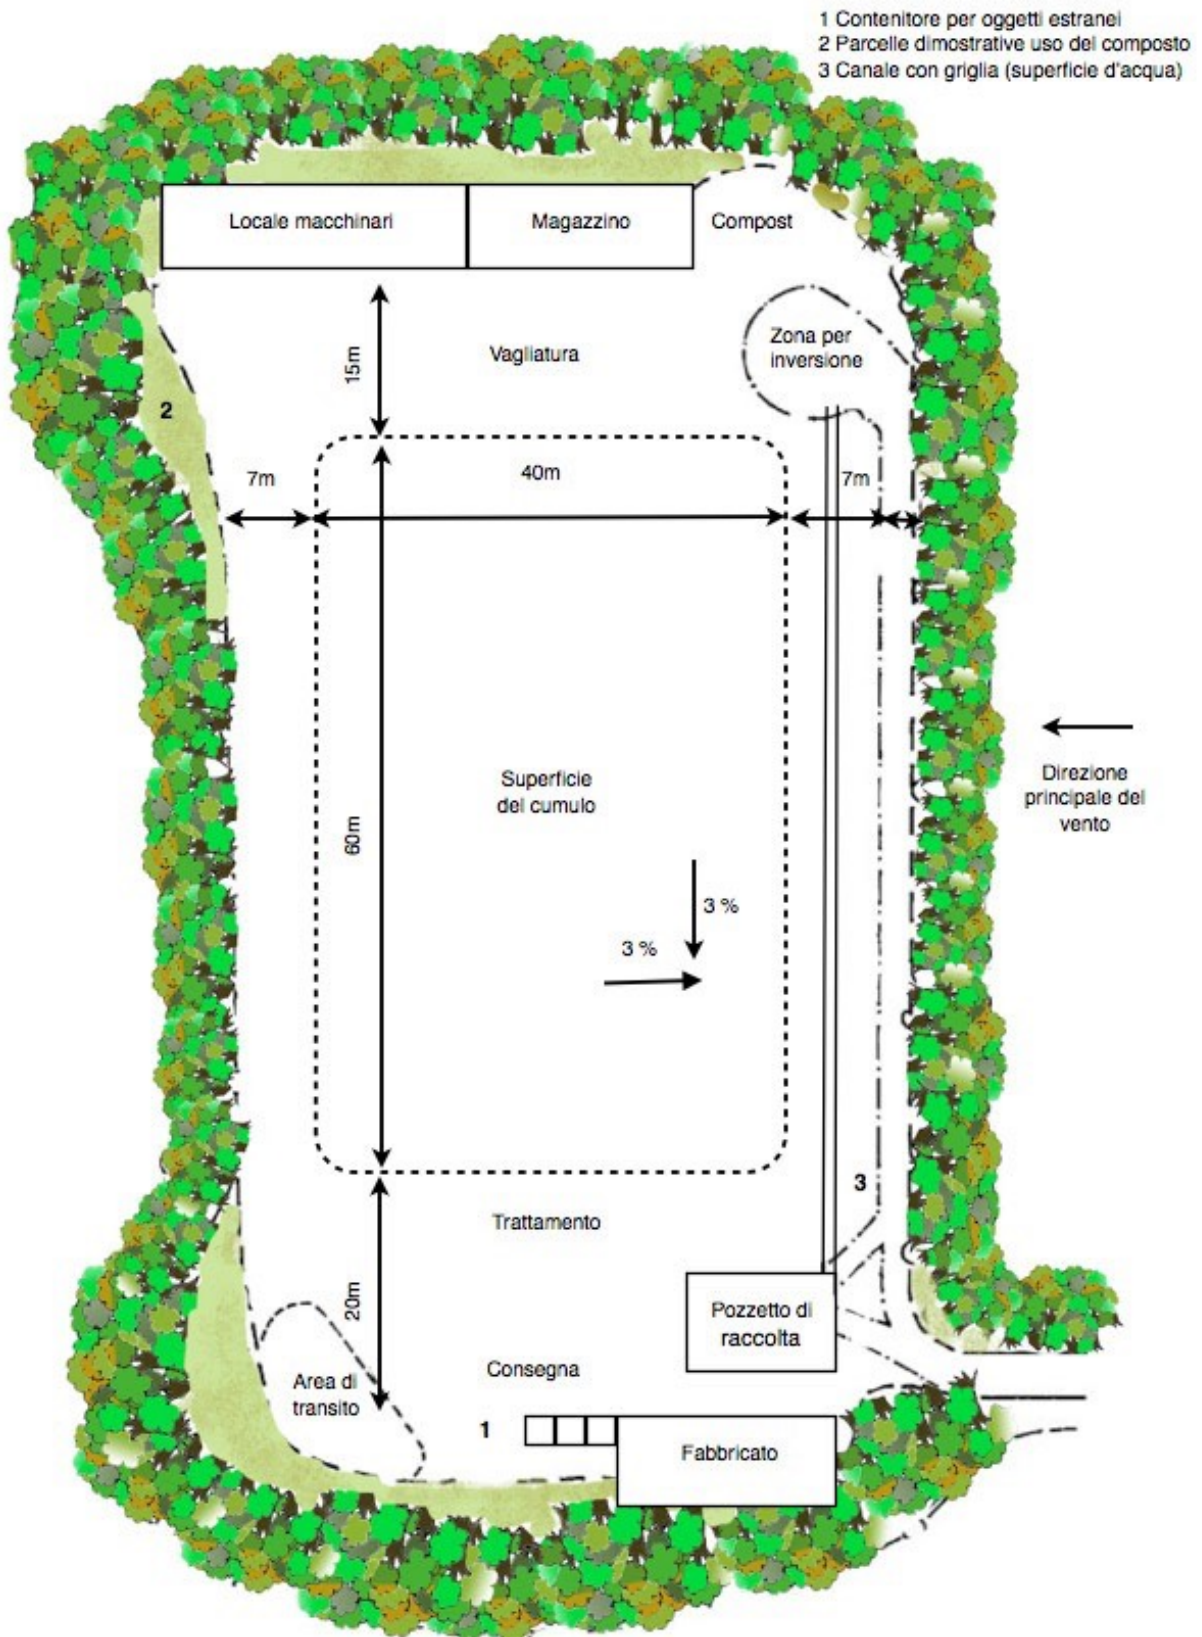 1 Contenitore per oggetti estranei
2 Parcelle dimostrative uso del composto
3 Canale con griglia (superficie d'acqua)
Locale macchinari
Magazzino
Compost
15m
Vagliatura
Zona per
inversione
2
7m
40m
7m
Superficie
del cumulo
60m
3 %
3 %
Direzione
principale del
vento
3
Trattamento
20m
Pozzetto di
raccolta
Consegna
Area di
transito
1
Fabbricato